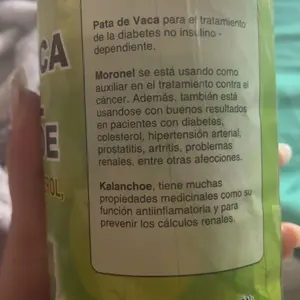 Pata de Vaca para el tratamiento
de la diabetes no insulino -
dependiente.
Moronel se está usando como
auxiliar en el tratamiento contra el
cáncer. Además, también está
usandose con buenos resultados
en pacientes con diabetes,
colesterol, hipertensión arterial,
prostatitis, artritis, problemas
renales, entre otras alecciones.
Kalanchoe, tiene muchas
propiedades medicinales como su
función antiinflamatoria y para
prevenir los cálculos renales.